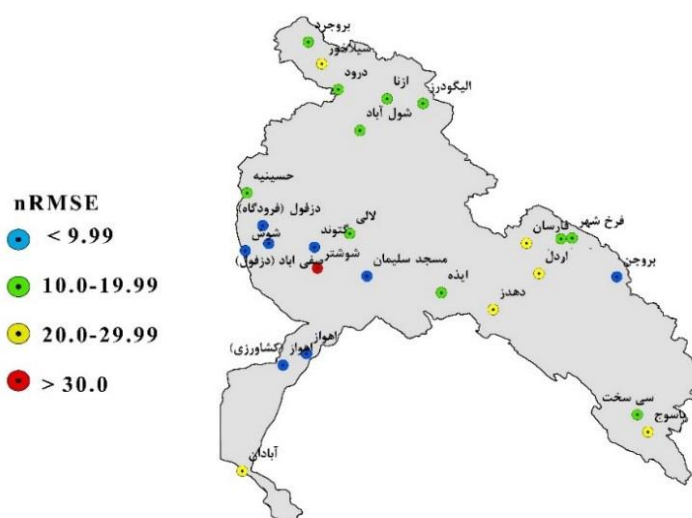 بروجرد
سیلاخور
درود
ازنا
الیگودرز
شول آباد
حسینیه
دزفول (فرودگاه)
شوش
گتوند
لالی
صفی اباد (دزفول)
شوشتر
مسجد سلیمان
ایذه
دهدز
فارسان
فرخ شهر
اردل
بروجن
اهواز
اهواز (کشاورزی)
سی سخت
یاسوج
آبادان
nRMSE
< 9.99
10.0-19.99
20.0-29.99
> 30.0